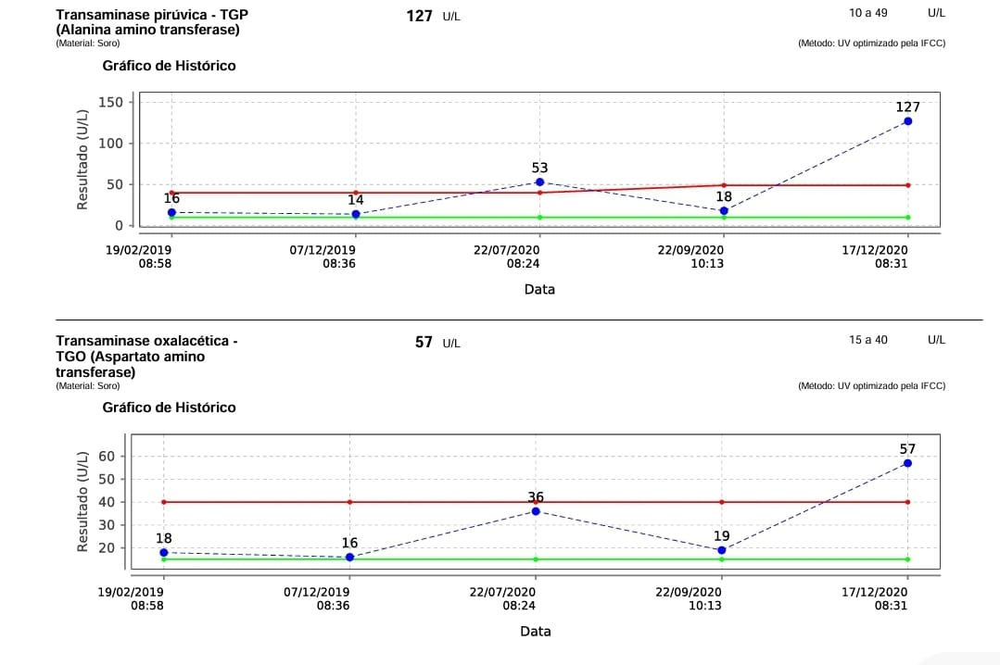 Transaminase pirúvica - TGP 127 U/L 10 a 49 U/L
(Alanina amino transferase)
(Material: Soro) (Método: UV optimizado pela IFCC)
Gráfico de Histórico
Resultado (U/L)
150
100
50
0
16
14
53
18
127
19/02/2019 07/12/2019 22/07/2020 22/09/2020 17/12/2020
08:58 08:36 08:24 10:13 08:31
Data
Transaminase oxalacética - 57 U/L 15 a 40 U/L
TGO (Aspartato amino
transferase)
(Material: Soro) (Método: UV optimizado pela IFCC)
Gráfico de Histórico
Resultado (U/L)
60
50
40
30
20
18
16
36
19
57
19/02/2019 07/12/2019 22/07/2020 22/09/2020 17/12/2020
08:58 08:36 08:24 10:13 08:31
Data